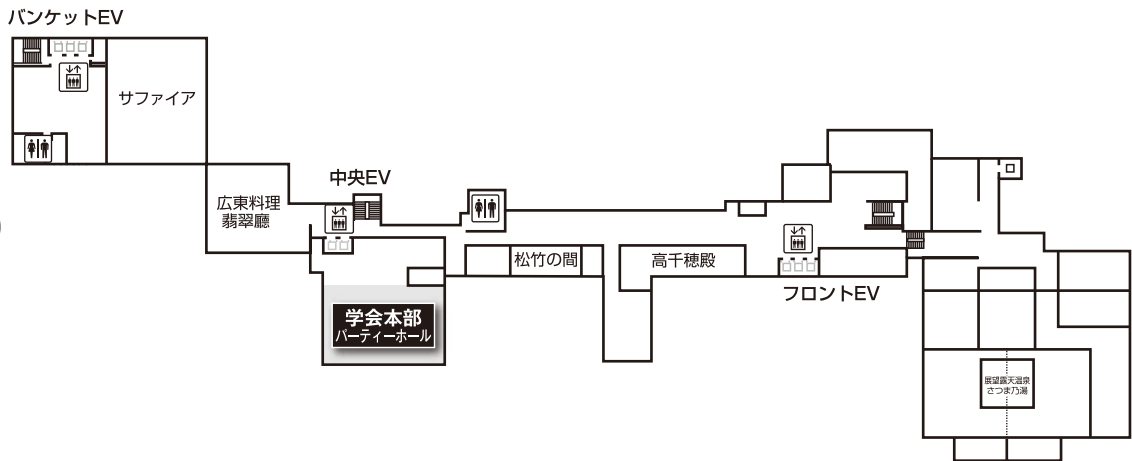 バンケットEV
サファイア
広東料理
翡翠廳
中央EV
松竹の間
高千穂殿
フロントEV
学会本部
パーティーホール
展望露天温泉
さつま乃湯